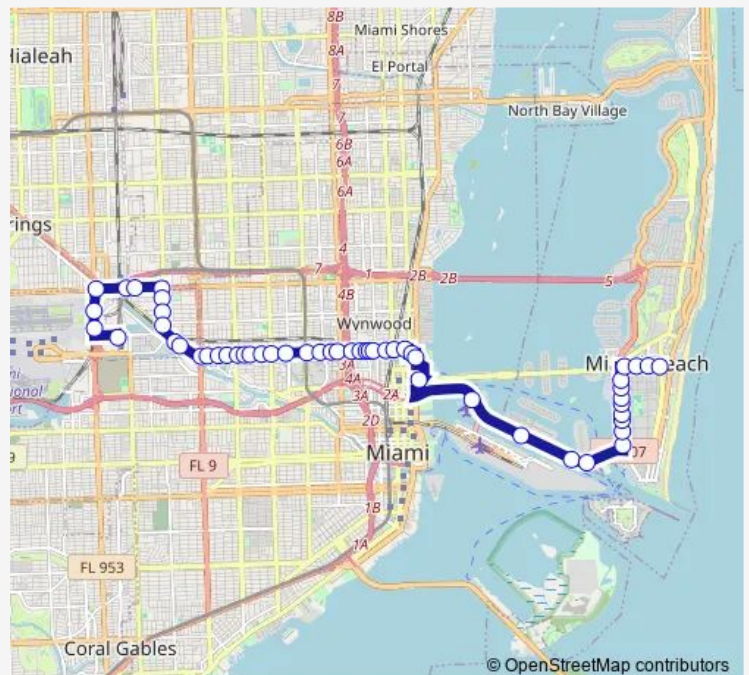 8B
Miami Shores
Hialeah
8A
El Portal
7
North Bay Village
7
6B
6A
6A
rings
4
7
1
2B
2B
5
4B
Wynwood
3A
4A
3A
2A
2D
Mi
each
FL 9
Miami
07
9
1B
FL 953
1A
Coral Gables
© OpenStreetMap contributors